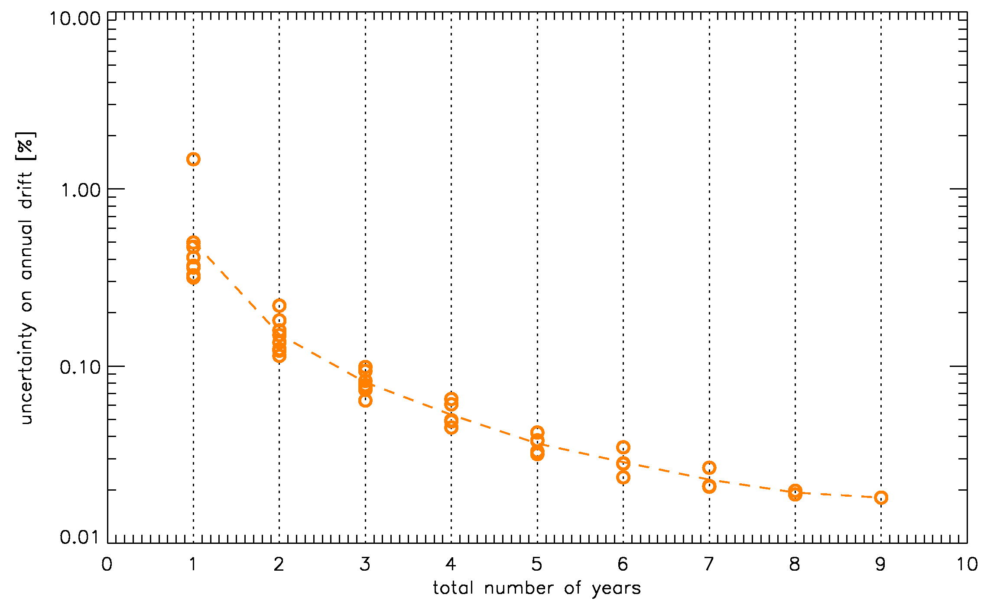 10.00
1.00
0.10
0.01
uncertainty on annual drift [%]
0 1 2 3 4 5 6 7 8 9 10
total number of years